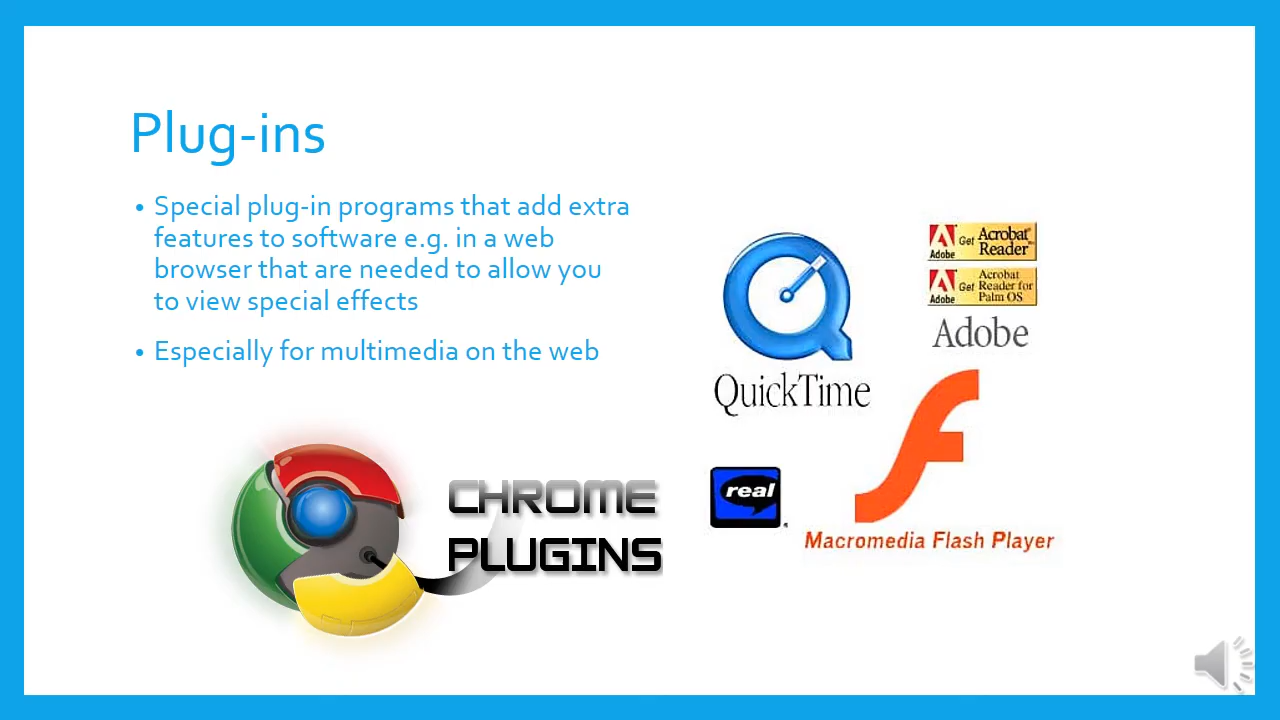 Plug-ins
• Special plug-in programs that add extra
features to software e.g. in a web
browser that are needed to allow you
to view special effects
• Especially for multimedia on the web
CHROME
PLUGINS
QuickTime
Adobe
Get Acrobat®
Reader
Adobe
Get Acrobat
Reader for
Palm OS
Adobe
real
Macromedia Flash Player